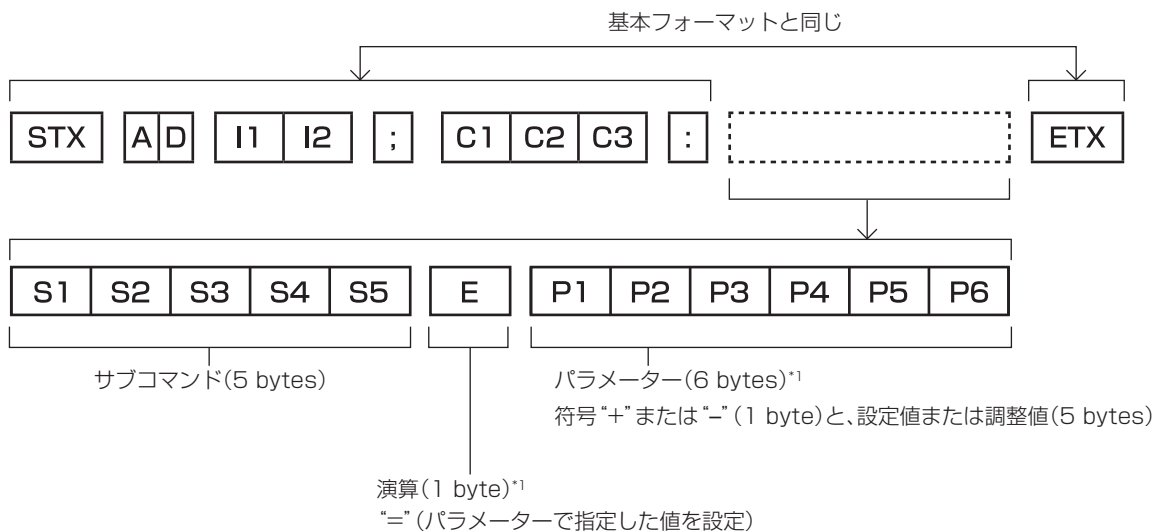 基本フォーマットと同じ
STX A D I1 I2 ; C1 C2 C3 : ETX
S1 S2 S3 S4 S5 E P1 P2 P3 P4 P5 P6
サブコマンド(5 bytes)
パラメーター(6 bytes)*1
符号“+”または“−”(1 byte)と、設定値または調整値(5 bytes)
演算(1 byte)*1
“=”(パラメーターで指定した値を設定)